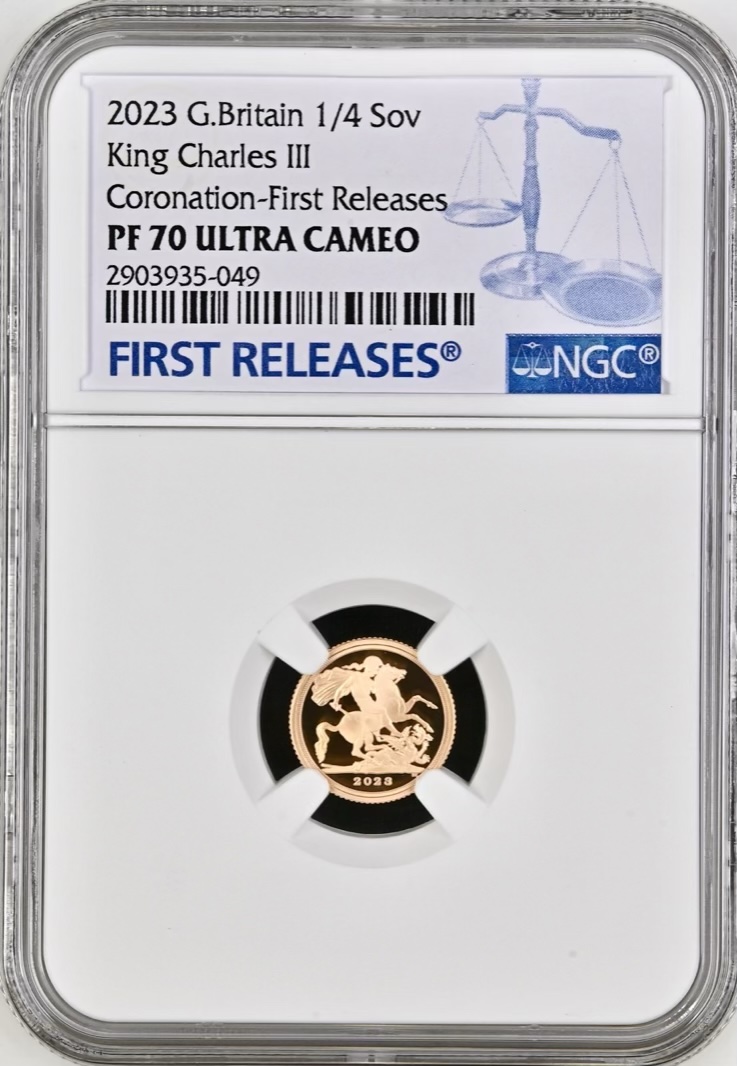 2023 G.Britain 1/4 Sov
King Charles III
Coronation-First Releases
PF 70 ULTRA CAMEO
2903935-049
FIRST RELEASES®
NGC®
2023